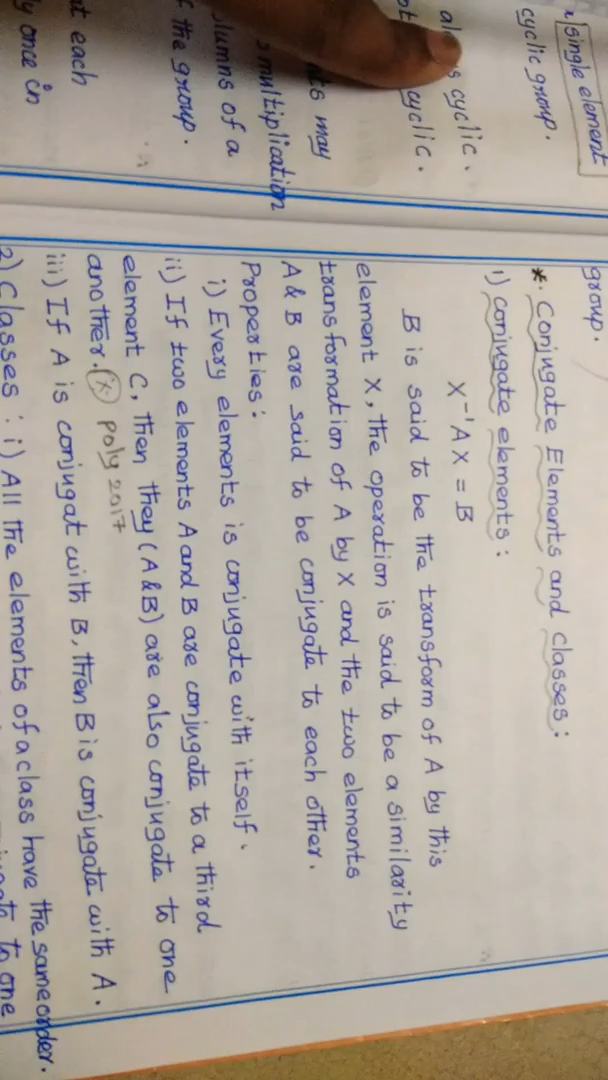 single element
cyclic group.
cyclic.
cyclic.
may
multiplication
of a
the group.
at each
once in
group.
*. Conjugate Elements and classes:
1) conjugate elements:
X⁻¹AX = B
B is said to be the transform of A by this
element X, the operation is said to be a similarity
transformation of A by X and the two elements
A & B are said to be conjugate to each other.
Properties:
i) Every elements is conjugate with itself.
ii) If two elements A and B are conjugate to a third
element C, then they (A&B) are also conjugate to one
another. (*) poly 2017
iii) If A is conjugat with B, then B is conjugate with A.
2) Classes: i) All the elements of a class have the same order.
to one